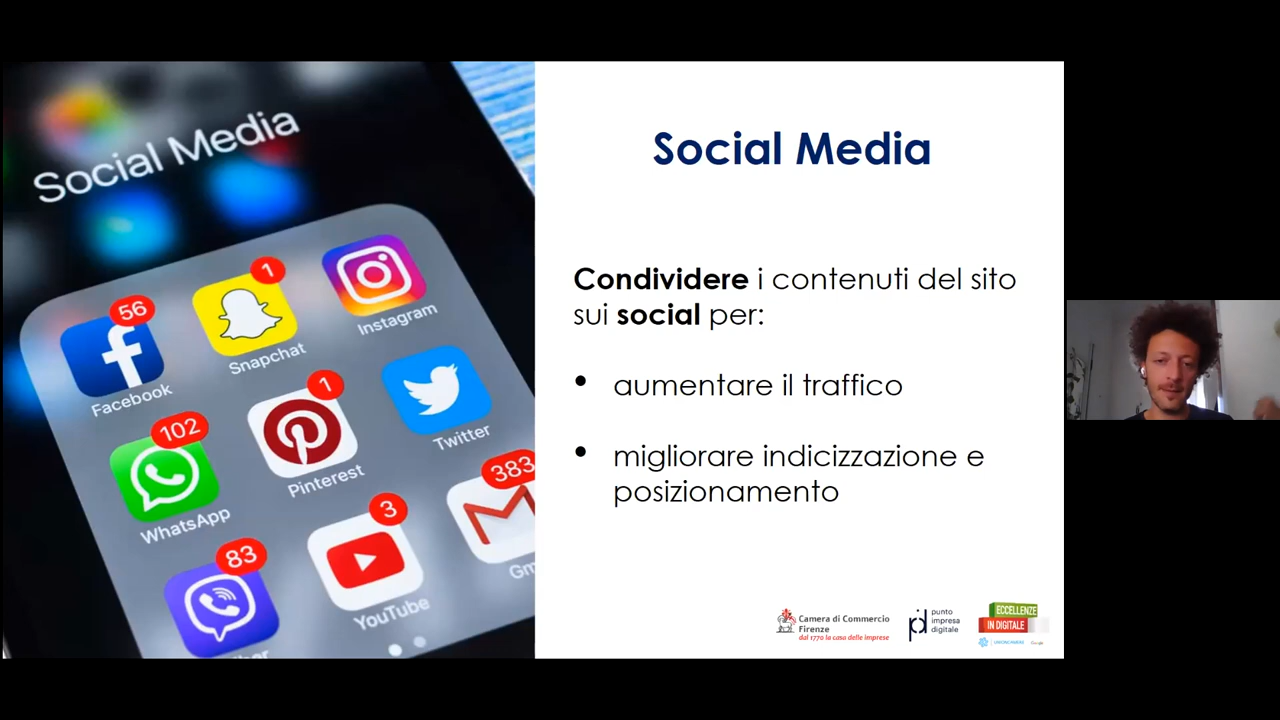 Social Media
56
Facebook
1
Snapchat
Instagram
102
WhatsApp
1
Pinterest
Twitter
83
3
YouTube
383
Social Media
Condividere i contenuti del sito
sui social per:
• aumentare il traffico
• migliorare indicizzazione e
posizionamento
Camera di Commercio
Firenze
dal 1770 la casa delle imprese
punto
impresa
digitale
ECCELLENZE
IN DIGITALE
UNIONCAMERE
Google